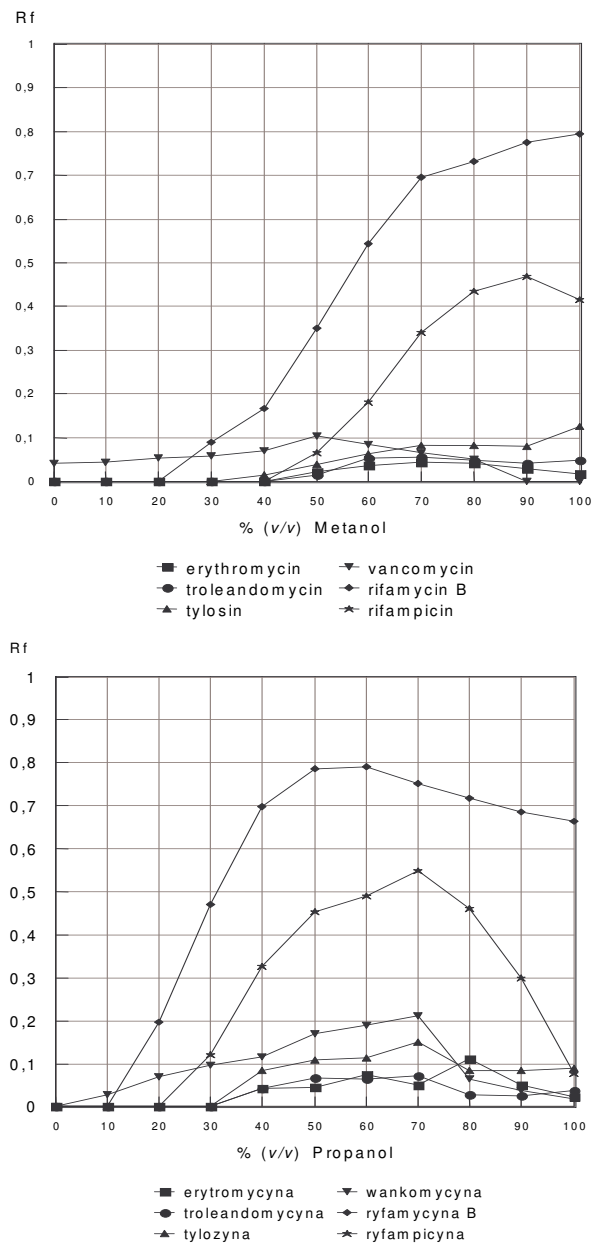 Rf
1
0,9
0,8
0,7
0,6
0,5
0,4
0,3
0,2
0,1
0
0 10 20 30 40 50 60 70 80 90 100
% (v/v) Metanol
erythromycin vancomycin
troleandomycin rifamycin B
tylosin rifampicin
Rf
1
0,9
0,8
0,7
0,6
0,5
0,4
0,3
0,2
0,1
0
0 10 20 30 40 50 60 70 80 90 100
% (v/v) Propanol
erytromycyna wankomycyna
troleandomycyna ryfamycyna B
tylozyna ryfampicyna